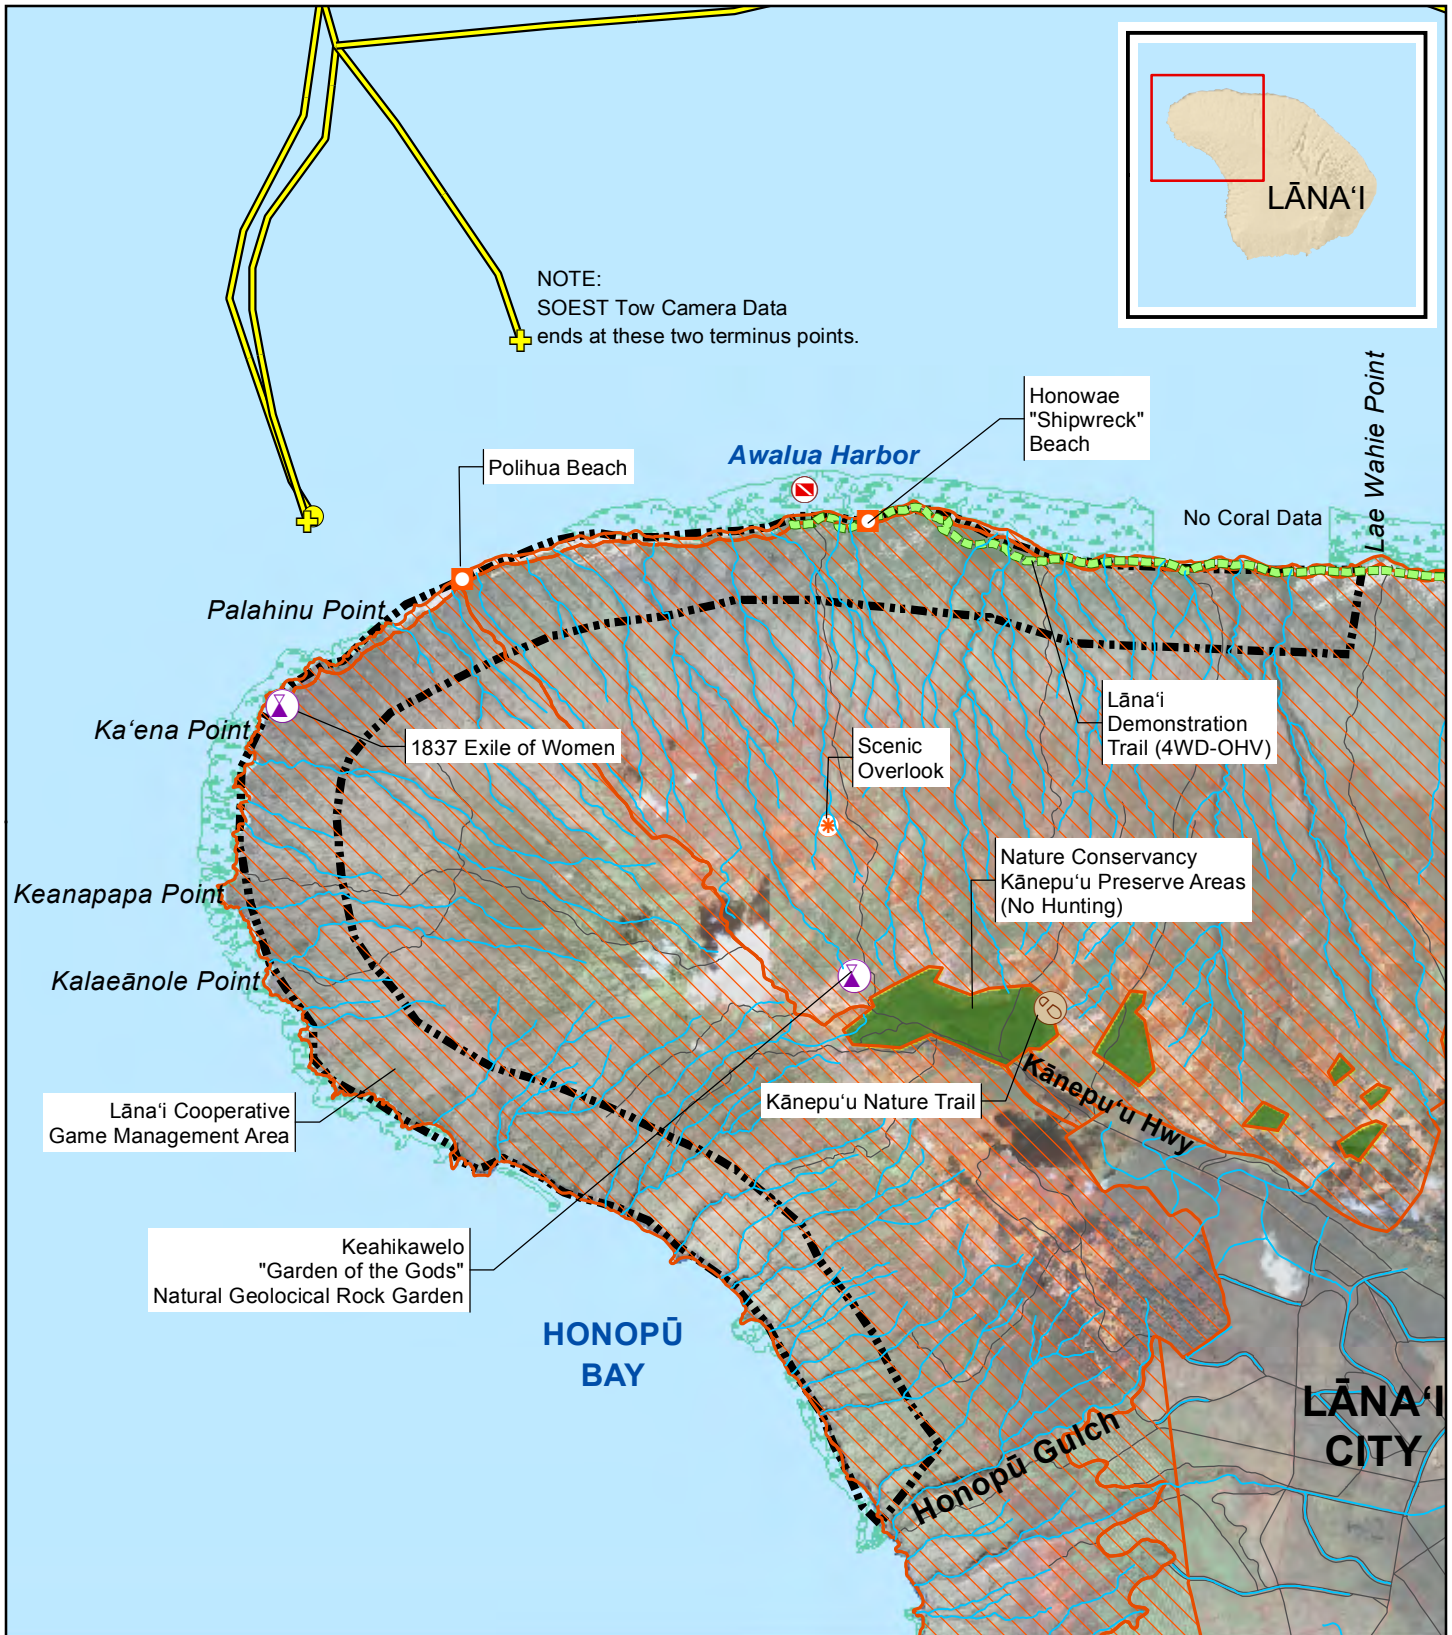 LĀNAʻI
NOTE:
SOEST Tow Camera Data
ends at these two terminus points.
Lae Wahie Point
Honowae
"Shipwreck"
Beach
Awalua Harbor
Polihua Beach
No Coral Data
Palahinu Point
Kaʻena Point
1837 Exile of Women
Scenic
Overlook
Lānaʻi
Demonstration
Trail (4WD-OHV)
Nature Conservancy
Kānepuʻu Preserve Areas
(No Hunting)
Keanapapa Point
Kalaeānole Point
Kānepuʻu Nature Trail
Kānepuʻu Hwy
Lānaʻi Cooperative
Game Management Area
Keahikawelo
"Garden of the Gods"
Natural Geolocical Rock Garden
HONOPŪ
BAY
Honopū Gulch
LĀNAʻI
CITY